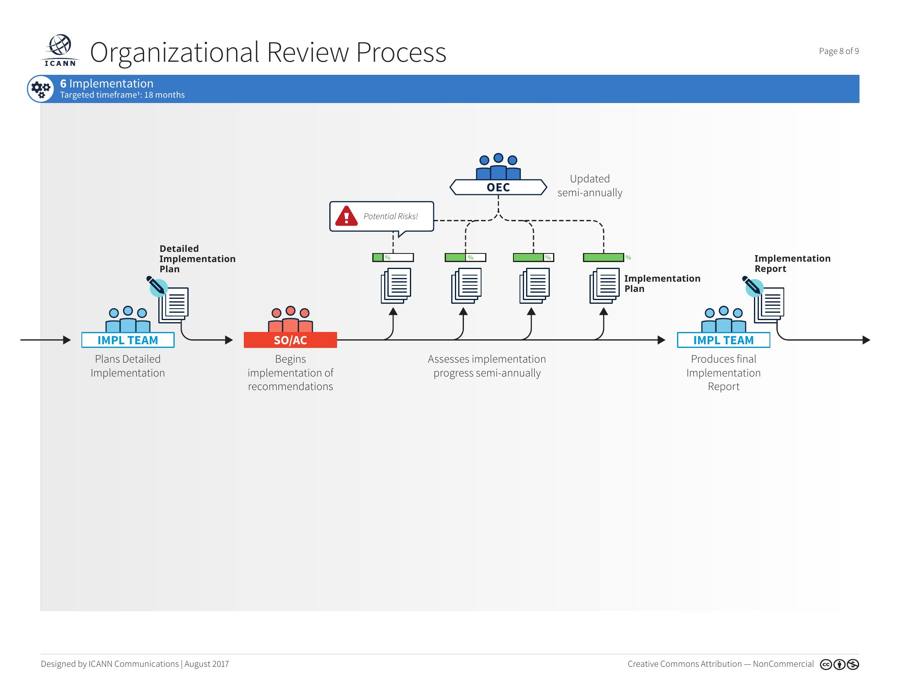 ICANN
Organizational Review Process
Page 8 of 9
6 Implementation
Targeted timeframe¹: 18 months
OEC
Updated
semi-annually
Potential Risks!
%
%
%
%
Detailed
Implementation
Plan
Implementation
Plan
Implementation
Report
IMPL TEAM
SO/AC
IMPL TEAM
Plans Detailed
Implementation
Begins
implementation of
recommendations
Assesses implementation
progress semi-annually
Produces final
Implementation
Report
Designed by ICANN Communications | August 2017
Creative Commons Attribution — NonCommercial